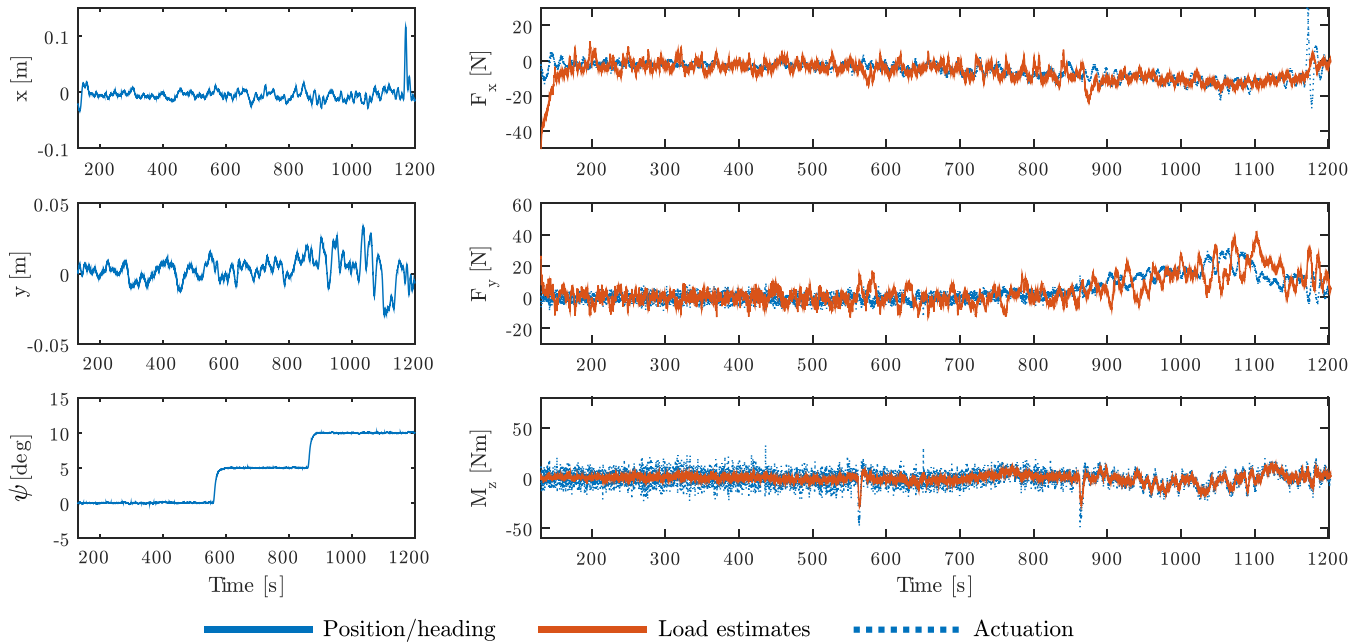 0.1
0
-0.1
x [m]
200 400 600 800 1000 1200
20
0
-20
-40
F_x [N]
200 300 400 500 600 700 800 900 1000 1100 1200
0.05
0
-0.05
y [m]
200 400 600 800 1000 1200
60
40
20
0
-20
F_y [N]
200 300 400 500 600 700 800 900 1000 1100 1200
15
10
5
0
-5
ψ [deg]
200 400 600 800 1000 1200
Time [s]
50
0
-50
M_z [Nm]
200 300 400 500 600 700 800 900 1000 1100 1200
Time [s]
Position/heading Load estimates Actuation